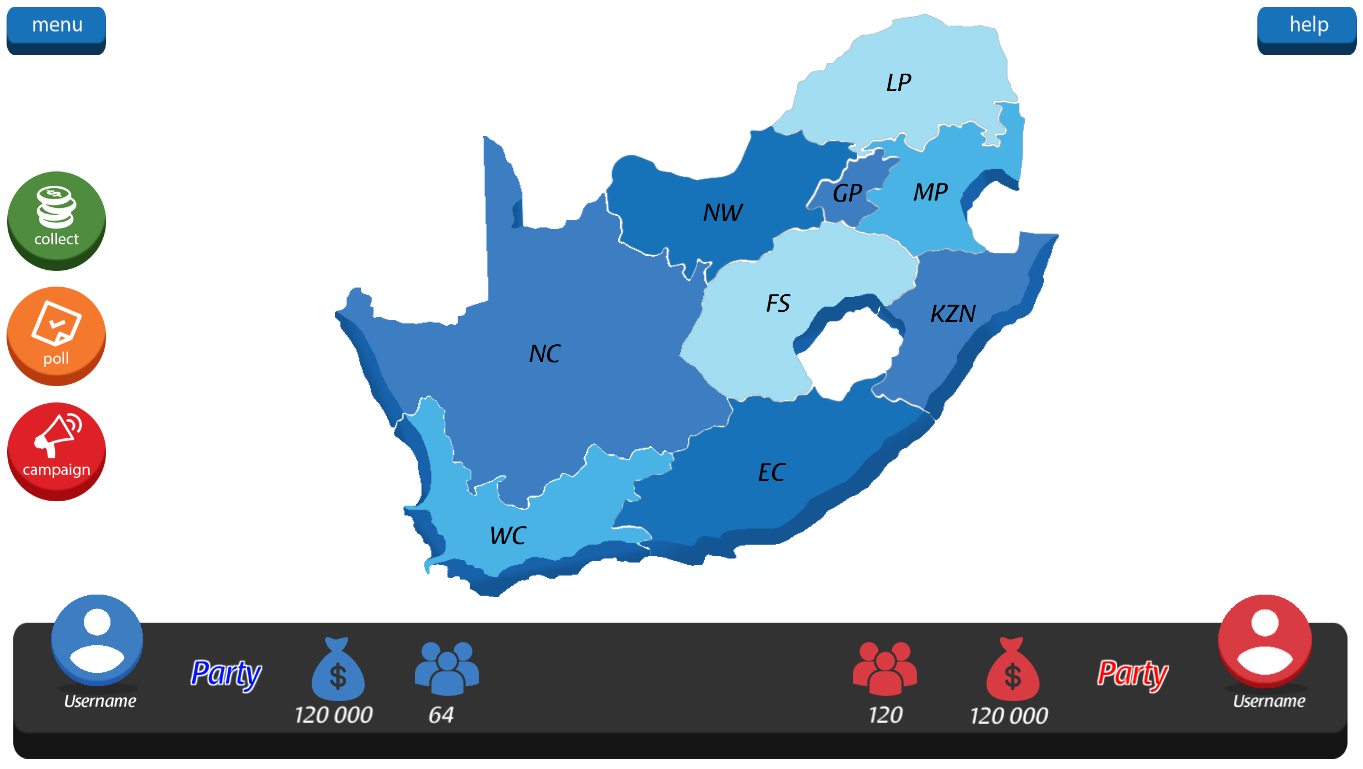 menu
help
LP
GP
MP
NW
FS
KZN
NC
EC
WC
collect
poll
campaign
Username
Party
$
120 000
64
120
$
120 000
Party
Username